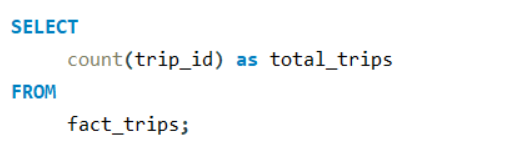 SELECT
count(trip_id) as total_trips
FROM
fact_trips;